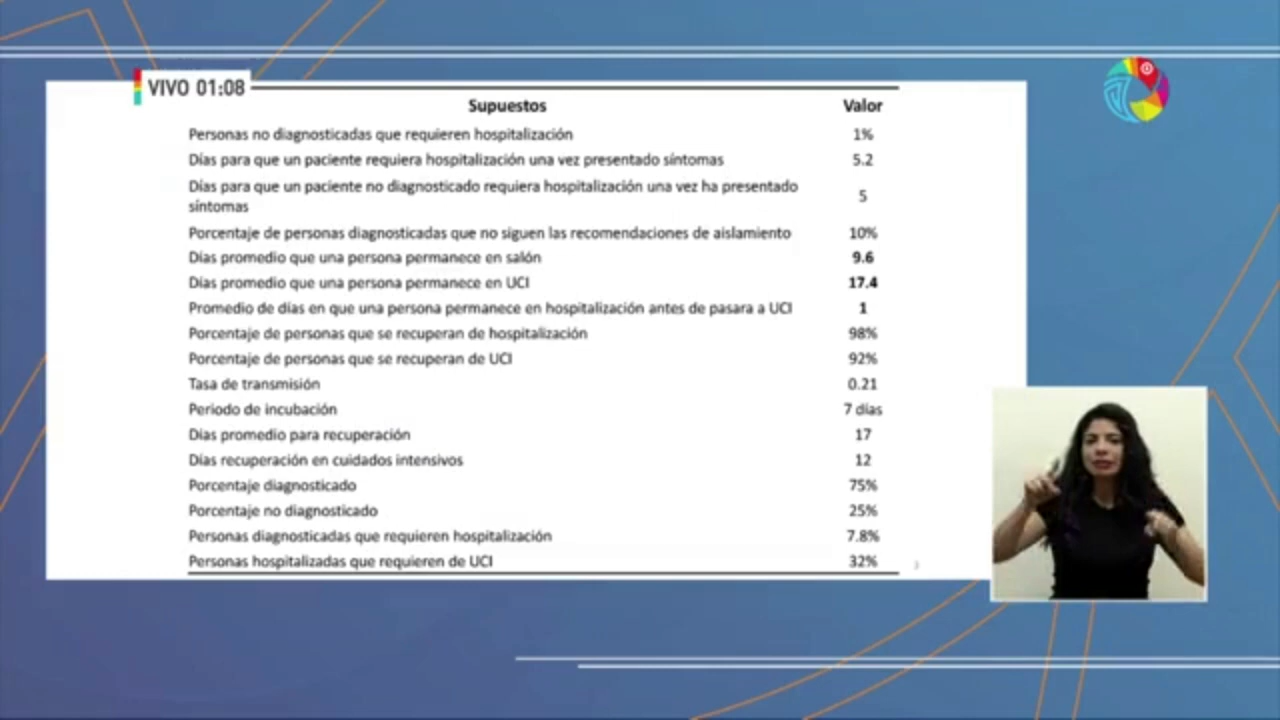 VIVO 01:08
Supuestos Valor
Personas no diagnosticadas que requieren hospitalización 1%
Días para que un paciente requiera hospitalización una vez presentado síntomas 5.2
Días para que un paciente no diagnosticado requiera hospitalización una vez ha presentado
síntomas 5
Porcentaje de personas diagnosticadas que no siguen las recomendaciones de aislamiento 10%
Días promedio que una persona permanece en salón 9.6
Días promedio que una persona permanece en UCI 17.4
Promedio de días en que una persona permanece en hospitalización antes de pasara a UCI 1
Porcentaje de personas que se recuperan de hospitalización 98%
Porcentaje de personas que se recuperan de UCI 92%
Tasa de transmisión 0.21
Periodo de incubación 7 días
Días promedio para recuperación 17
Días recuperación en cuidados intensivos 12
Porcentaje diagnosticado 75%
Porcentaje no diagnosticado 25%
Personas diagnosticadas que requieren hospitalización 7.8%
Personas hospitalizadas que requieren de UCI 32%